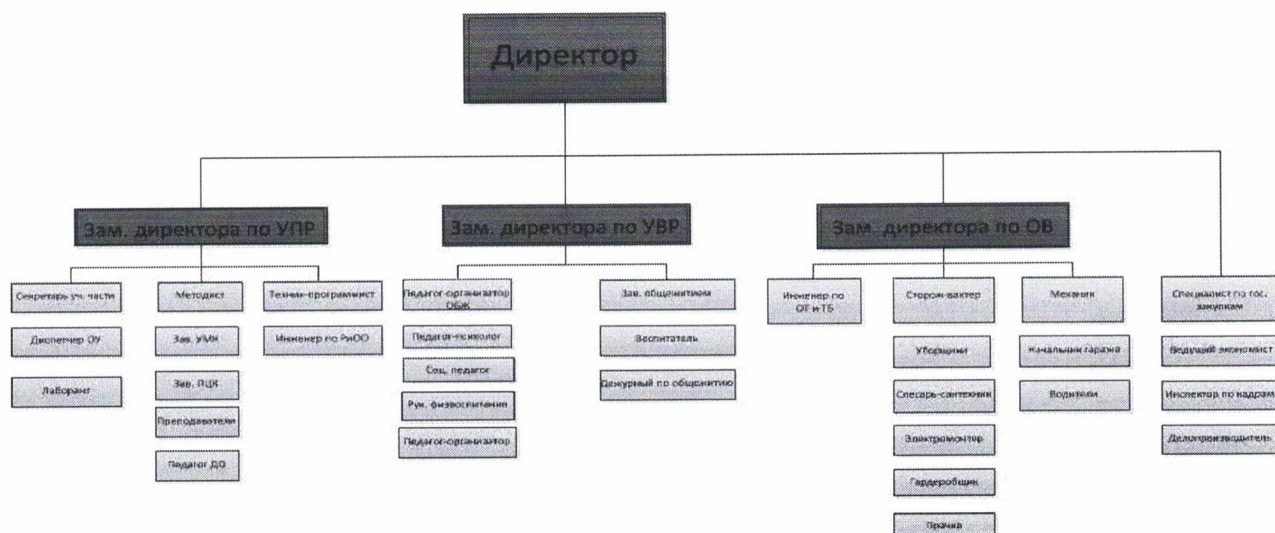 Директор
Зам. директора по УПР
Зам. директора по УВР
Зам. директора по ОВ
Секретарь уч. части
Диспетчер ОУ
Лаборант
Методист
Зав. УМК
Зав. ПЦК
Преподаватели
Педагог ДО
Техник-программист
Инженер по РиОО
Педагог-организатор
ОБЖ
Педагог-психолог
Соц. педагог
Рук. физвоспитания
Педагог-организатор
Зав. общежитием
Воспитатель
Дежурный по общежитию
Инженер по
ОТ и ТБ
Сторож-вахтер
Уборщики
Слесарь-сантехник
Электромонтер
Гардеробщик
Прачка
Механик
Начальник гаража
Водители
Специалист по гос.
закупкам
Ведущий экономист
Инспектор по кадрам
Делопроизводитель